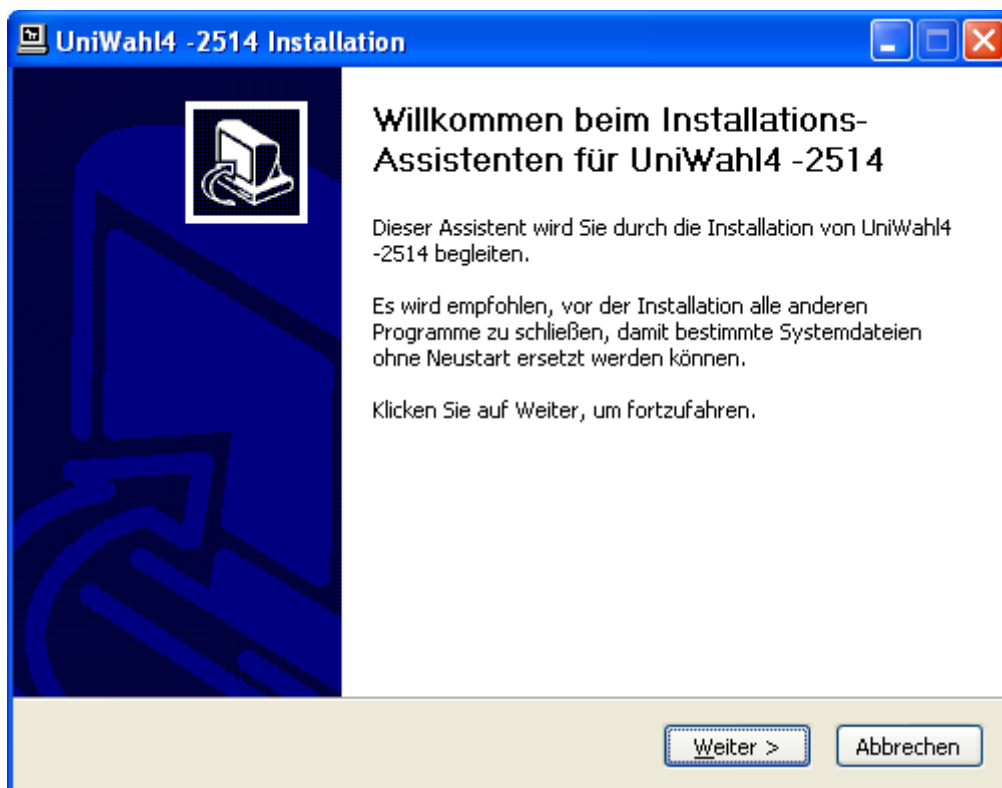 UniWahl4 -2514 Installation
Willkommen beim Installations-
Assistenten für UniWahl4 -2514
Dieser Assistent wird Sie durch die Installation von UniWahl4
-2514 begleiten.
Es wird empfohlen, vor der Installation alle anderen
Programme zu schließen, damit bestimmte Systemdateien
ohne Neustart ersetzt werden können.
Klicken Sie auf Weiter, um fortzufahren.
Weiter >
Abbrechen